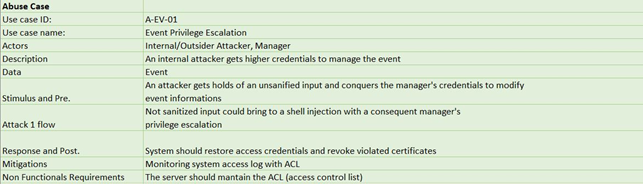 Abuse Case
Use case ID: A-EV-01
Use case name: Event Privilege Escalation
Actors Internal/Outsider Attacker, Manager
Description An internal attacker gets higher credentials to manage the event
Data Event
An attacker gets holds of an unsanified input and conquers the manager's credentials to modify
Stimulus and Pre. event informations
Not sanitized input could bring to a shell injection with a consequent manager's
Attack 1 flow privilege escalation
Response and Post. System should restore access credentials and revoke violated certificates
Mitigations Monitoring system access log with ACL
Non Functionals Requirements The server should mantain the ACL (access control list)